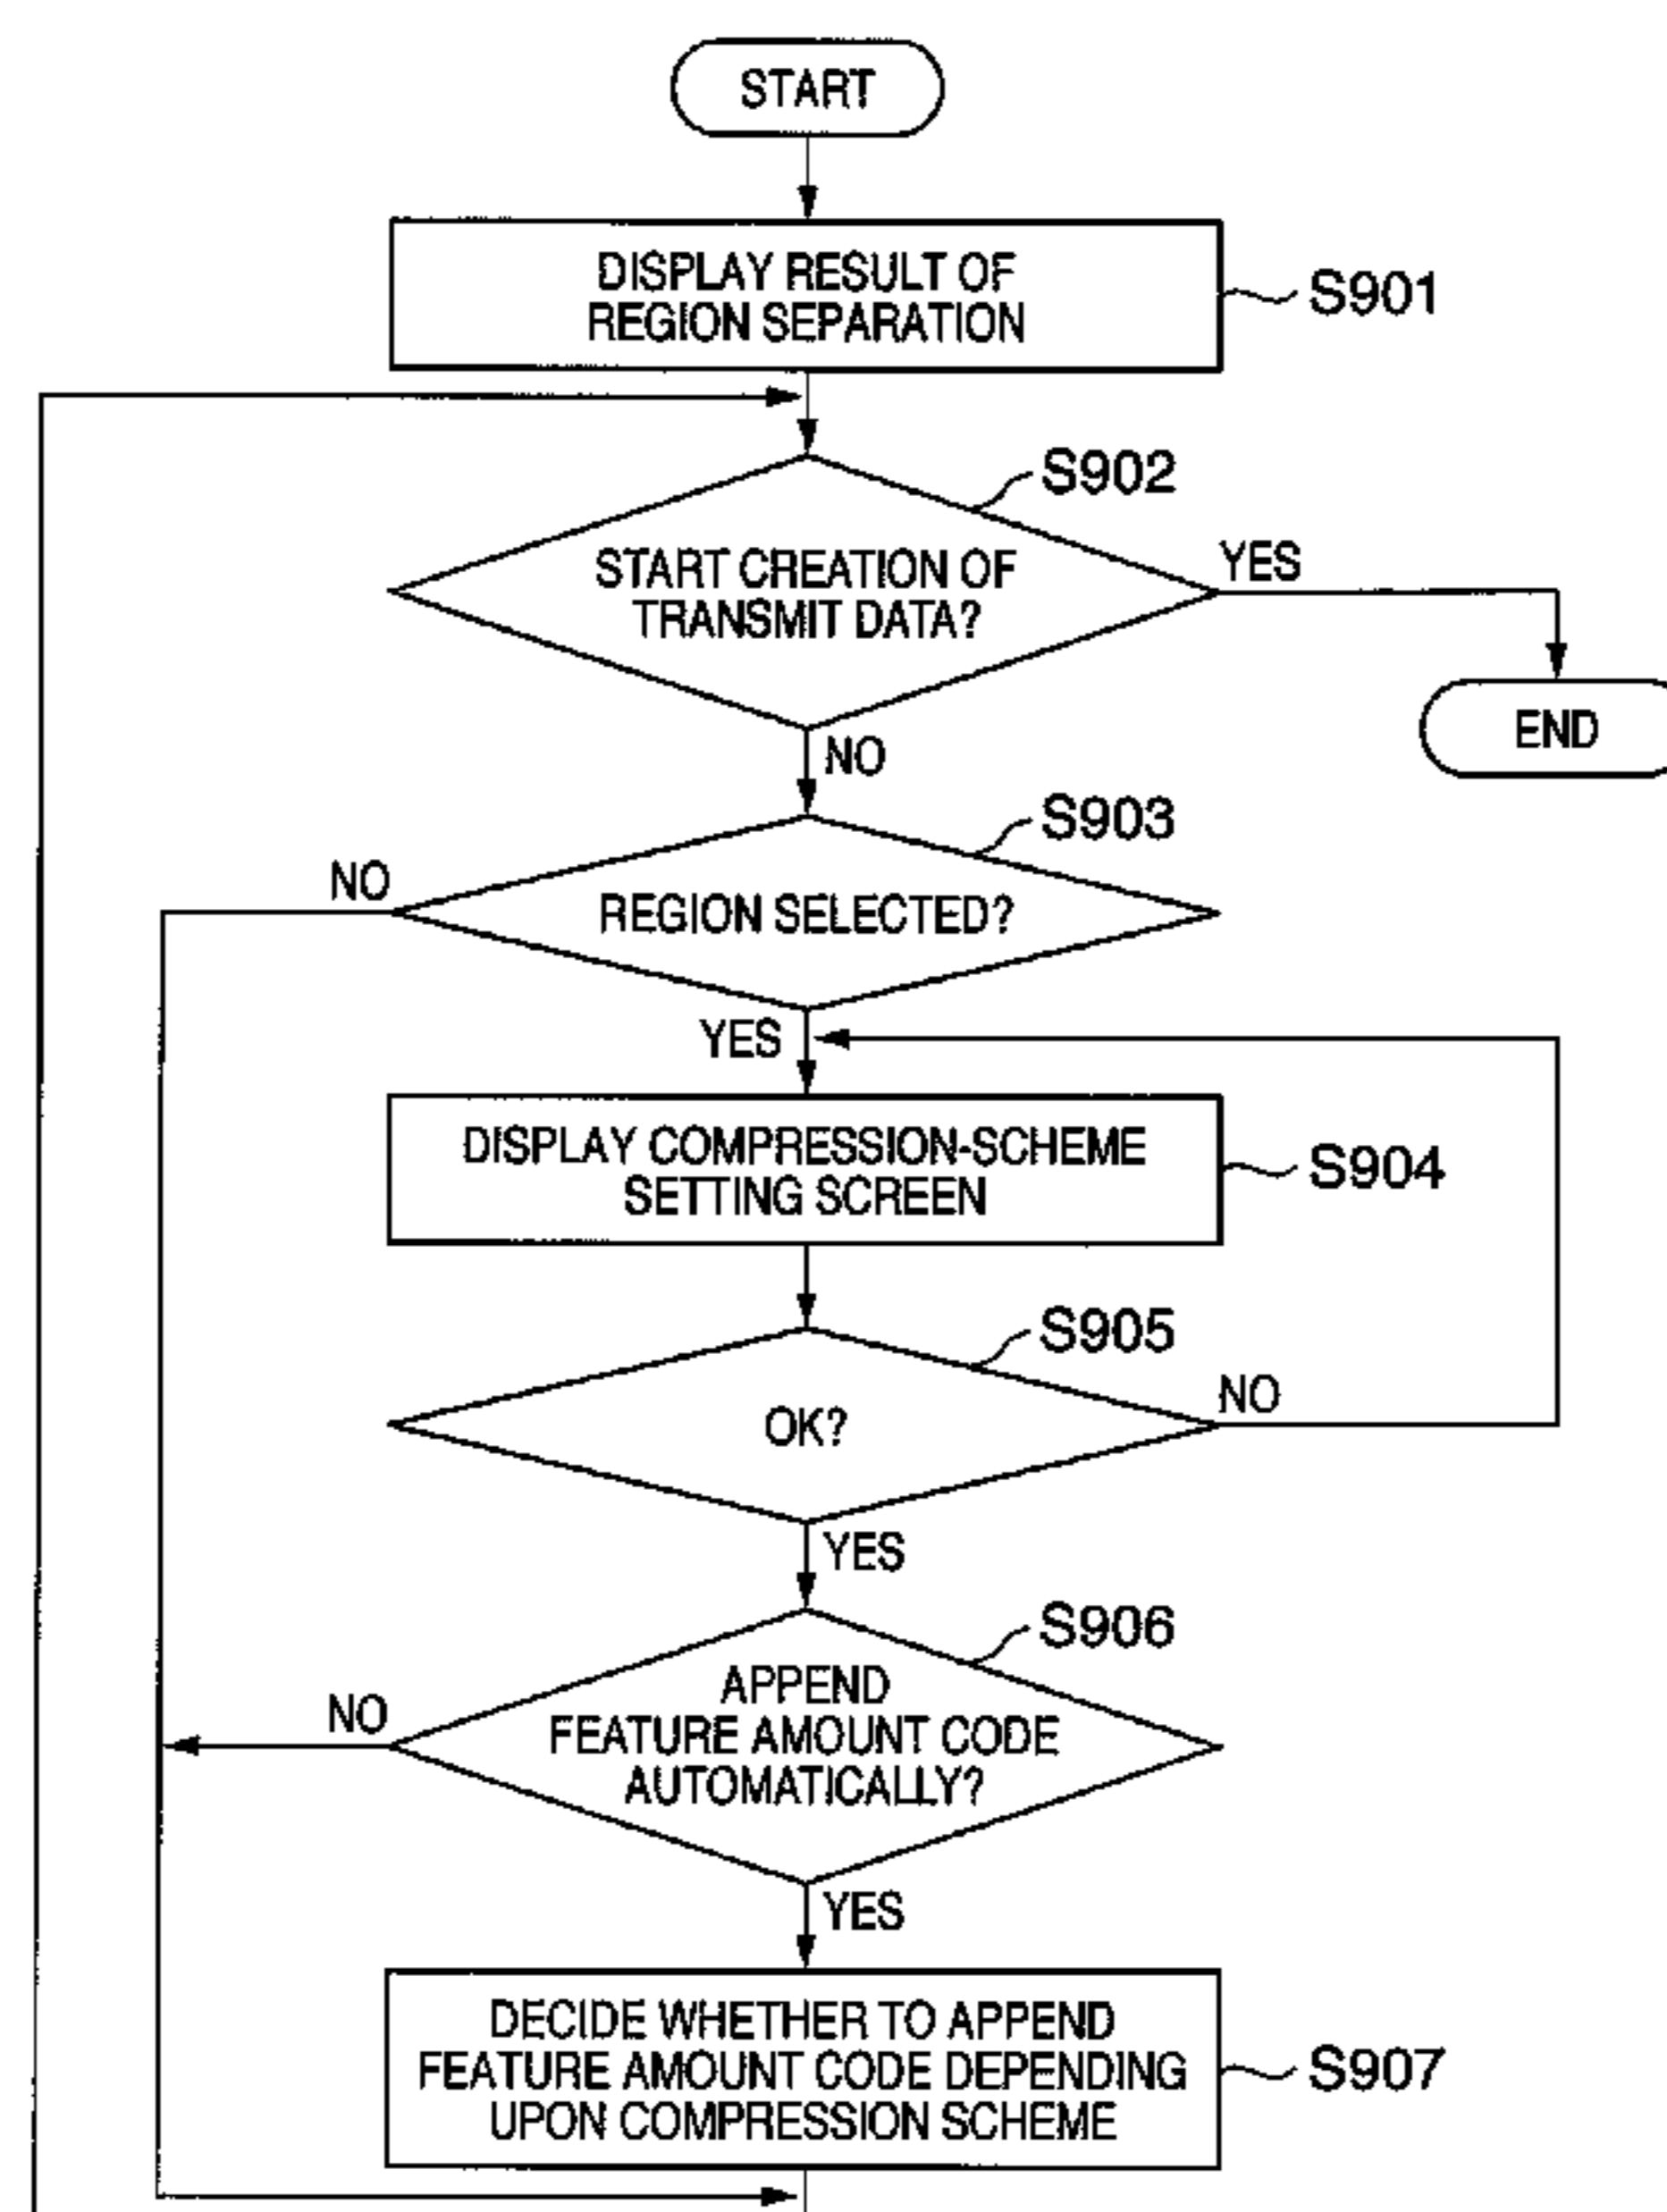 START
DISPLAY RESULT OF
REGION SEPARATION
S901
S902
START CREATION OF
TRANSMIT DATA?
YES
END
NO
S903
NO
REGION SELECTED?
YES
DISPLAY COMPRESSION-SCHEME
SETTING SCREEN
S904
S905
OK?
NO
YES
S906
APPEND
FEATURE AMOUNT CODE
AUTOMATICALLY?
NO
YES
DECIDE WHETHER TO APPEND
FEATURE AMOUNT CODE DEPENDING
UPON COMPRESSION SCHEME
S907